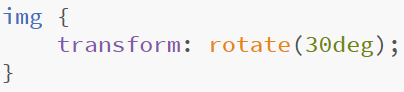 img {
    transform: rotate(30deg);
}